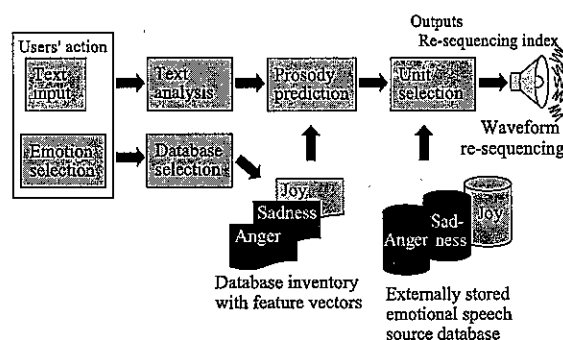 Outputs
Re-sequencing index
Users' action
Text
input
Text
analysis
Prosody
prediction
Unit
selection
Waveform
re-sequencing
Emotion
selection
Database
selection
Joy
Sadness
Anger
Anger
Sad-
ness
Joy
Database inventory
with feature vectors
Externally stored
emotional speech
source database